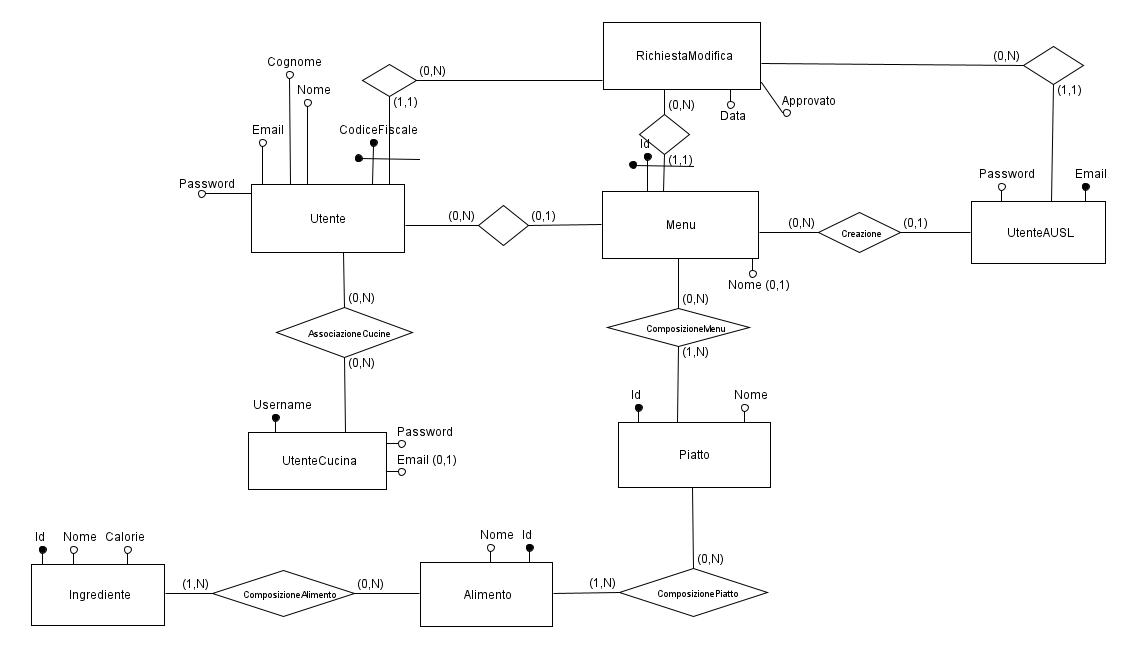 RichiestaModifica
(0,N)
(0,N)
Cognome
(0,N)
Nome
(1,1)
(1,1)
Approvato
Data
Email
CodiceFiscale
Id
(1,1)
Password
Password
Email
Utente
(0,N)
(0,1)
Menu
(0,N)
Creazione
(0,1)
UtenteAUSL
Nome (0,1)
(0,N)
(0,N)
AssociazioneCucine
ComposizioneMenu
(0,N)
(1,N)
Username
Id
Nome
Password
UtenteCucina
Email (0,1)
Piatto
Id
Nome
Calorie
Nome
Id
(0,N)
Ingrediente
(1,N)
ComposizioneAlimento
(0,N)
Alimento
(1,N)
ComposizionePiatto